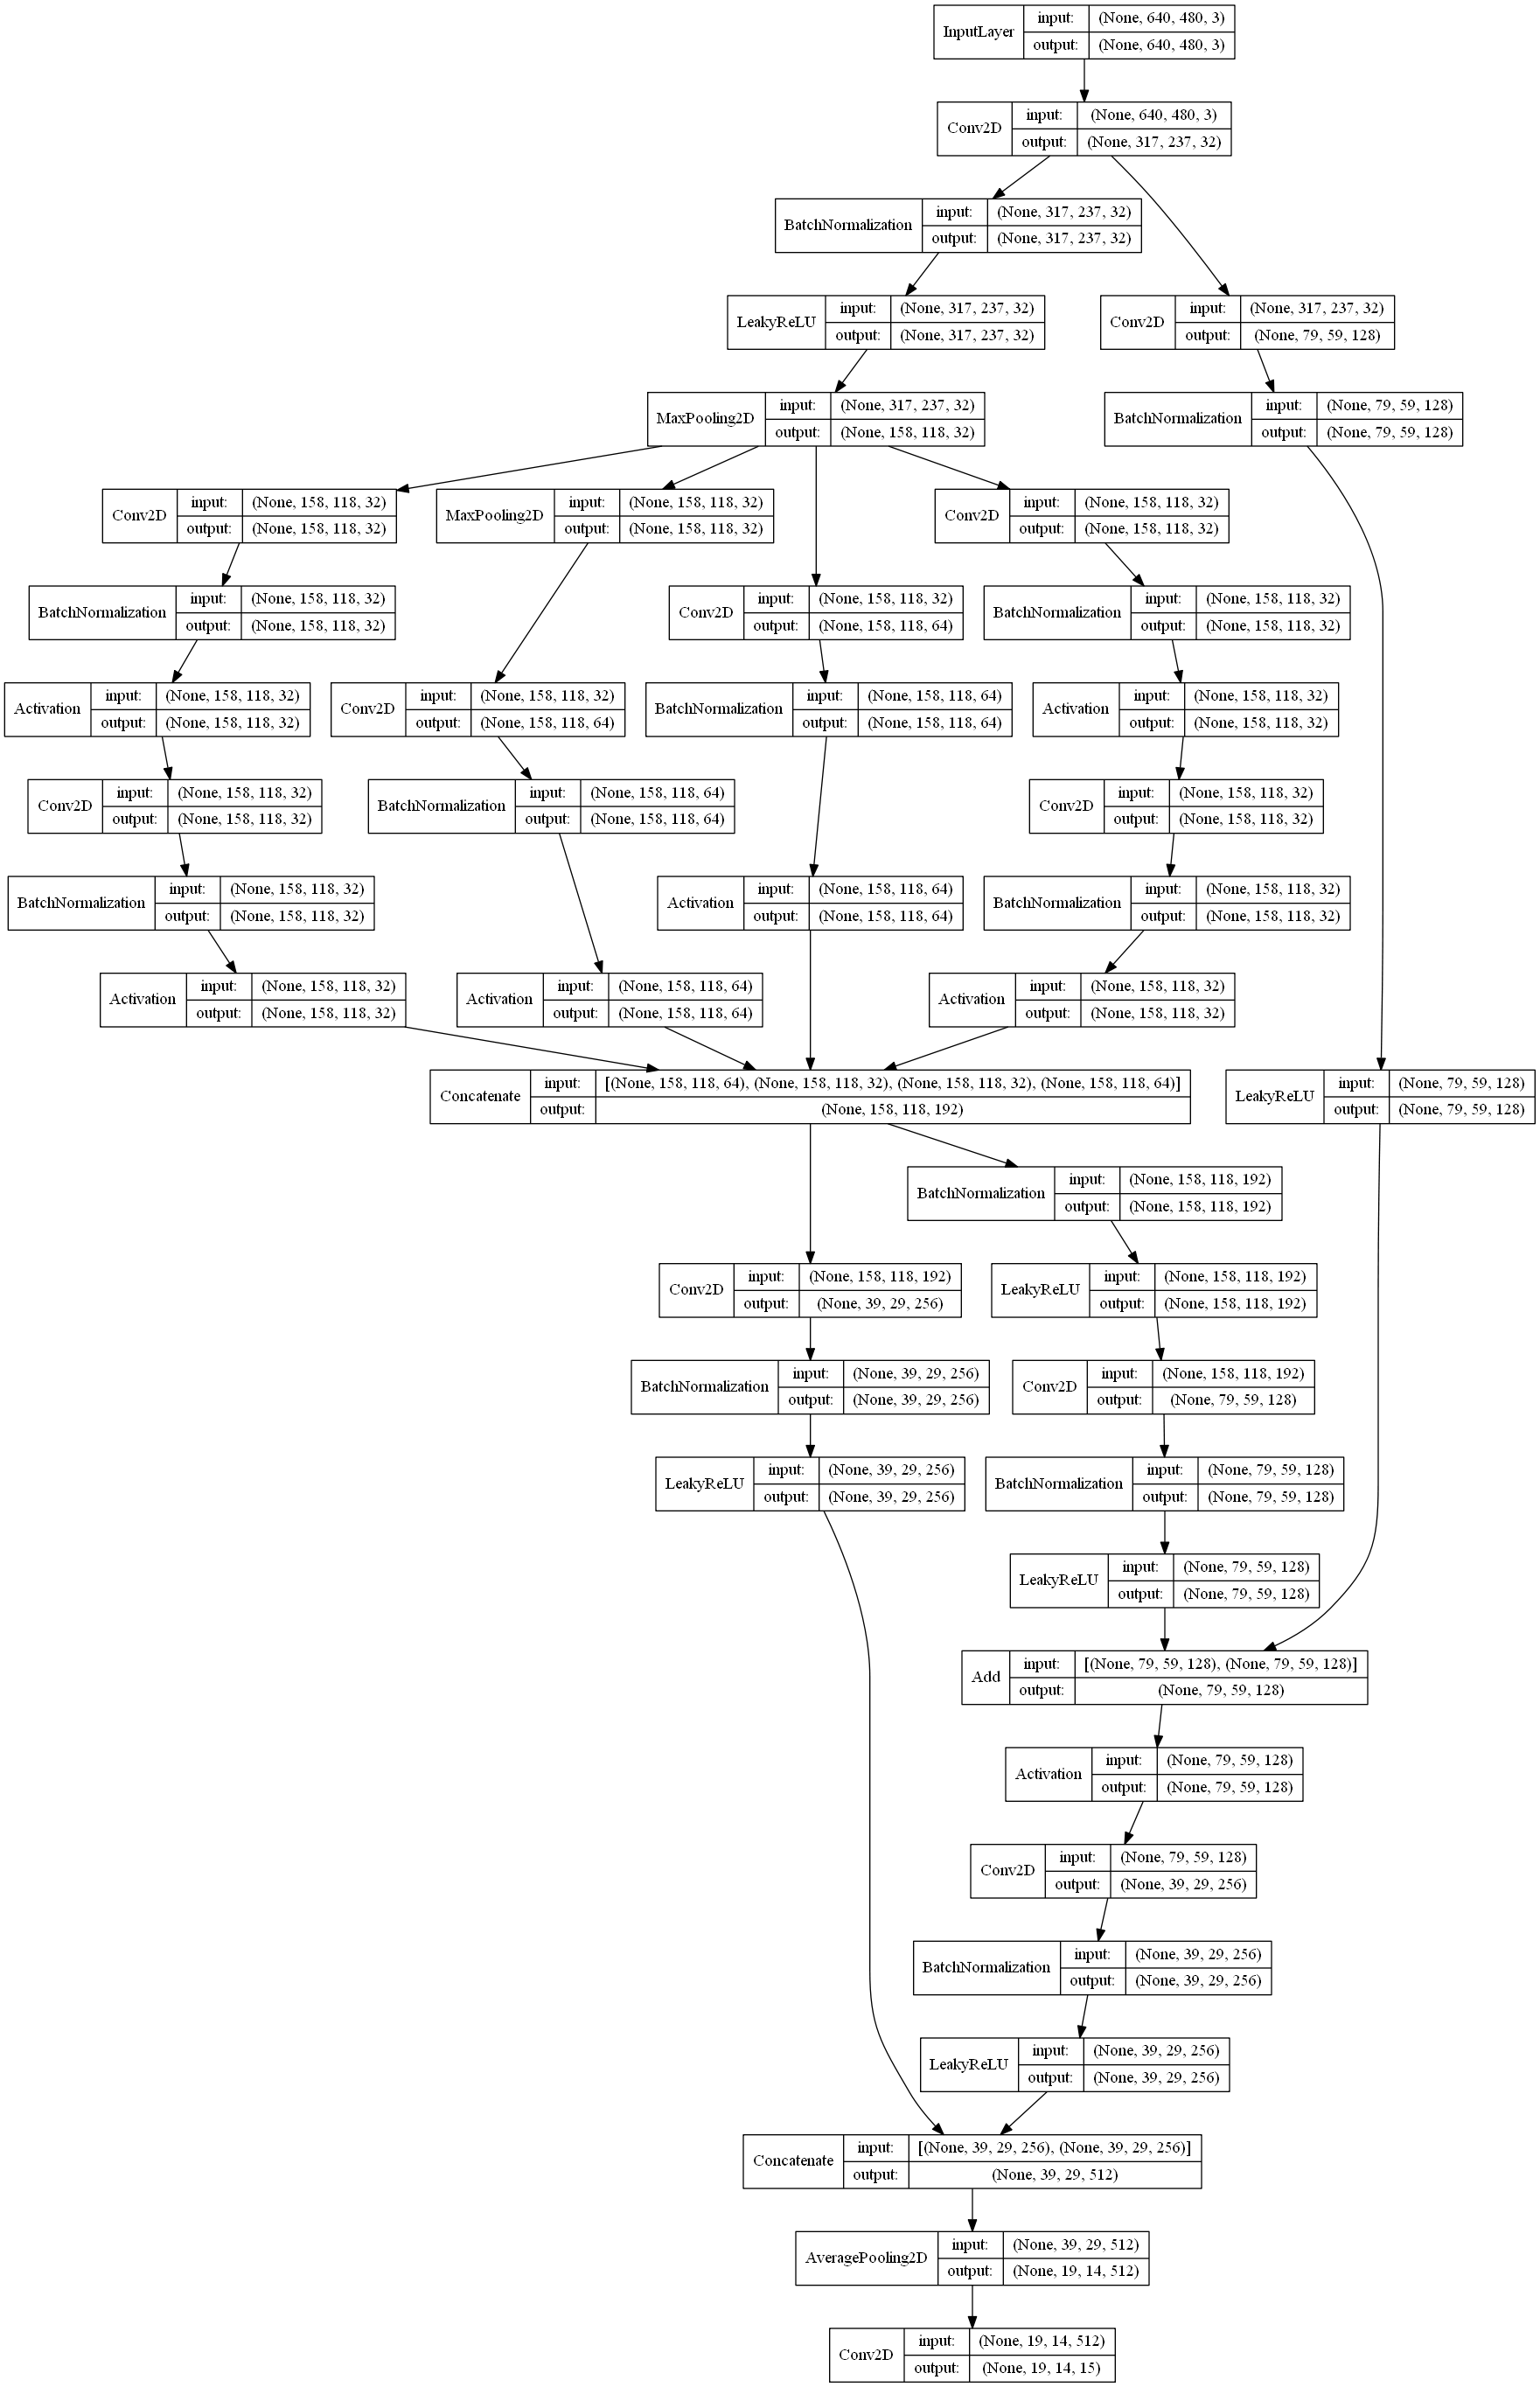 InputLayer input: (None, 640, 480, 3)
output: (None, 640, 480, 3)
Conv2D input: (None, 640, 480, 3)
output: (None, 317, 237, 32)
BatchNormalization input: (None, 317, 237, 32)
output: (None, 317, 237, 32)
LeakyReLU input: (None, 317, 237, 32)
output: (None, 317, 237, 32)
Conv2D input: (None, 317, 237, 32)
output: (None, 79, 59, 128)
MaxPooling2D input: (None, 317, 237, 32)
output: (None, 158, 118, 32)
BatchNormalization input: (None, 79, 59, 128)
output: (None, 79, 59, 128)
Conv2D input: (None, 158, 118, 32)
output: (None, 158, 118, 32)
MaxPooling2D input: (None, 158, 118, 32)
output: (None, 158, 118, 32)
Conv2D input: (None, 158, 118, 32)
output: (None, 158, 118, 32)
BatchNormalization input: (None, 158, 118, 32)
output: (None, 158, 118, 32)
Conv2D input: (None, 158, 118, 32)
output: (None, 158, 118, 64)
BatchNormalization input: (None, 158, 118, 32)
output: (None, 158, 118, 32)
Activation input: (None, 158, 118, 32)
output: (None, 158, 118, 32)
Conv2D input: (None, 158, 118, 32)
output: (None, 158, 118, 64)
BatchNormalization input: (None, 158, 118, 64)
output: (None, 158, 118, 64)
Activation input: (None, 158, 118, 32)
output: (None, 158, 118, 32)
Conv2D input: (None, 158, 118, 32)
output: (None, 158, 118, 32)
BatchNormalization input: (None, 158, 118, 64)
output: (None, 158, 118, 64)
Conv2D input: (None, 158, 118, 32)
output: (None, 158, 118, 32)
BatchNormalization input: (None, 158, 118, 32)
output: (None, 158, 118, 32)
Activation input: (None, 158, 118, 64)
output: (None, 158, 118, 64)
BatchNormalization input: (None, 158, 118, 32)
output: (None, 158, 118, 32)
Activation input: (None, 158, 118, 32)
output: (None, 158, 118, 32)
Activation input: (None, 158, 118, 64)
output: (None, 158, 118, 64)
Activation input: (None, 158, 118, 32)
output: (None, 158, 118, 32)
Concatenate input: [(None, 158, 118, 64), (None, 158, 118, 32), (None, 158, 118, 32), (None, 158, 118, 64)]
output: (None, 158, 118, 192)
LeakyReLU input: (None, 79, 59, 128)
output: (None, 79, 59, 128)
BatchNormalization input: (None, 158, 118, 192)
output: (None, 158, 118, 192)
Conv2D input: (None, 158, 118, 192)
output: (None, 39, 29, 256)
LeakyReLU input: (None, 158, 118, 192)
output: (None, 158, 118, 192)
BatchNormalization input: (None, 39, 29, 256)
output: (None, 39, 29, 256)
Conv2D input: (None, 158, 118, 192)
output: (None, 79, 59, 128)
LeakyReLU input: (None, 39, 29, 256)
output: (None, 39, 29, 256)
BatchNormalization input: (None, 79, 59, 128)
output: (None, 79, 59, 128)
LeakyReLU input: (None, 79, 59, 128)
output: (None, 79, 59, 128)
Add input: [(None, 79, 59, 128), (None, 79, 59, 128)]
output: (None, 79, 59, 128)
Activation input: (None, 79, 59, 128)
output: (None, 79, 59, 128)
Conv2D input: (None, 79, 59, 128)
output: (None, 39, 29, 256)
BatchNormalization input: (None, 39, 29, 256)
output: (None, 39, 29, 256)
LeakyReLU input: (None, 39, 29, 256)
output: (None, 39, 29, 256)
Concatenate input: [(None, 39, 29, 256), (None, 39, 29, 256)]
output: (None, 39, 29, 512)
AveragePooling2D input: (None, 39, 29, 512)
output: (None, 19, 14, 512)
Conv2D input: (None, 19, 14, 512)
output: (None, 19, 14, 15)